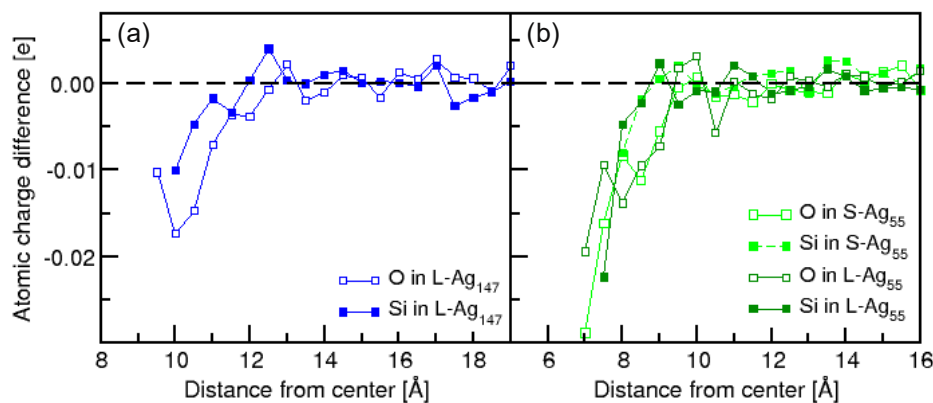 (a)
(b)
Atomic charge difference [e]
0.00
-0.01
-0.02
O in L-Ag55
O in S-Ag55
Si in S-Ag55
O in L-Ag147
Si in L-Ag147
Si in L-Ag55
8 10 12 14 16 18
6 8 10 12 14 16
Distance from center [Å]
Distance from center [Å]